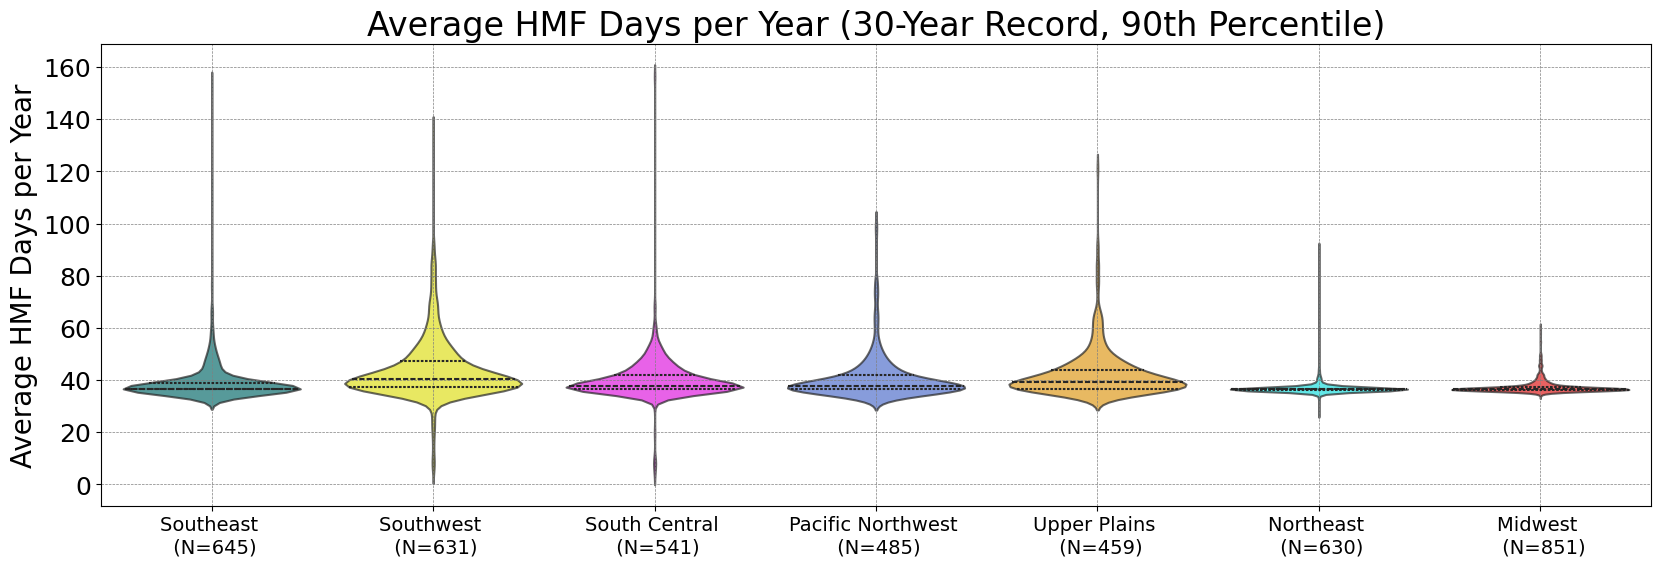 Average HMF Days per Year (30-Year Record, 90th Percentile)
Average HMF Days per Year
160
140
120
100
80
60
40
20
0
Southeast
(N=645)
Southwest
(N=631)
South Central
(N=541)
Pacific Northwest
(N=485)
Upper Plains
(N=459)
Northeast
(N=630)
Midwest
(N=851)